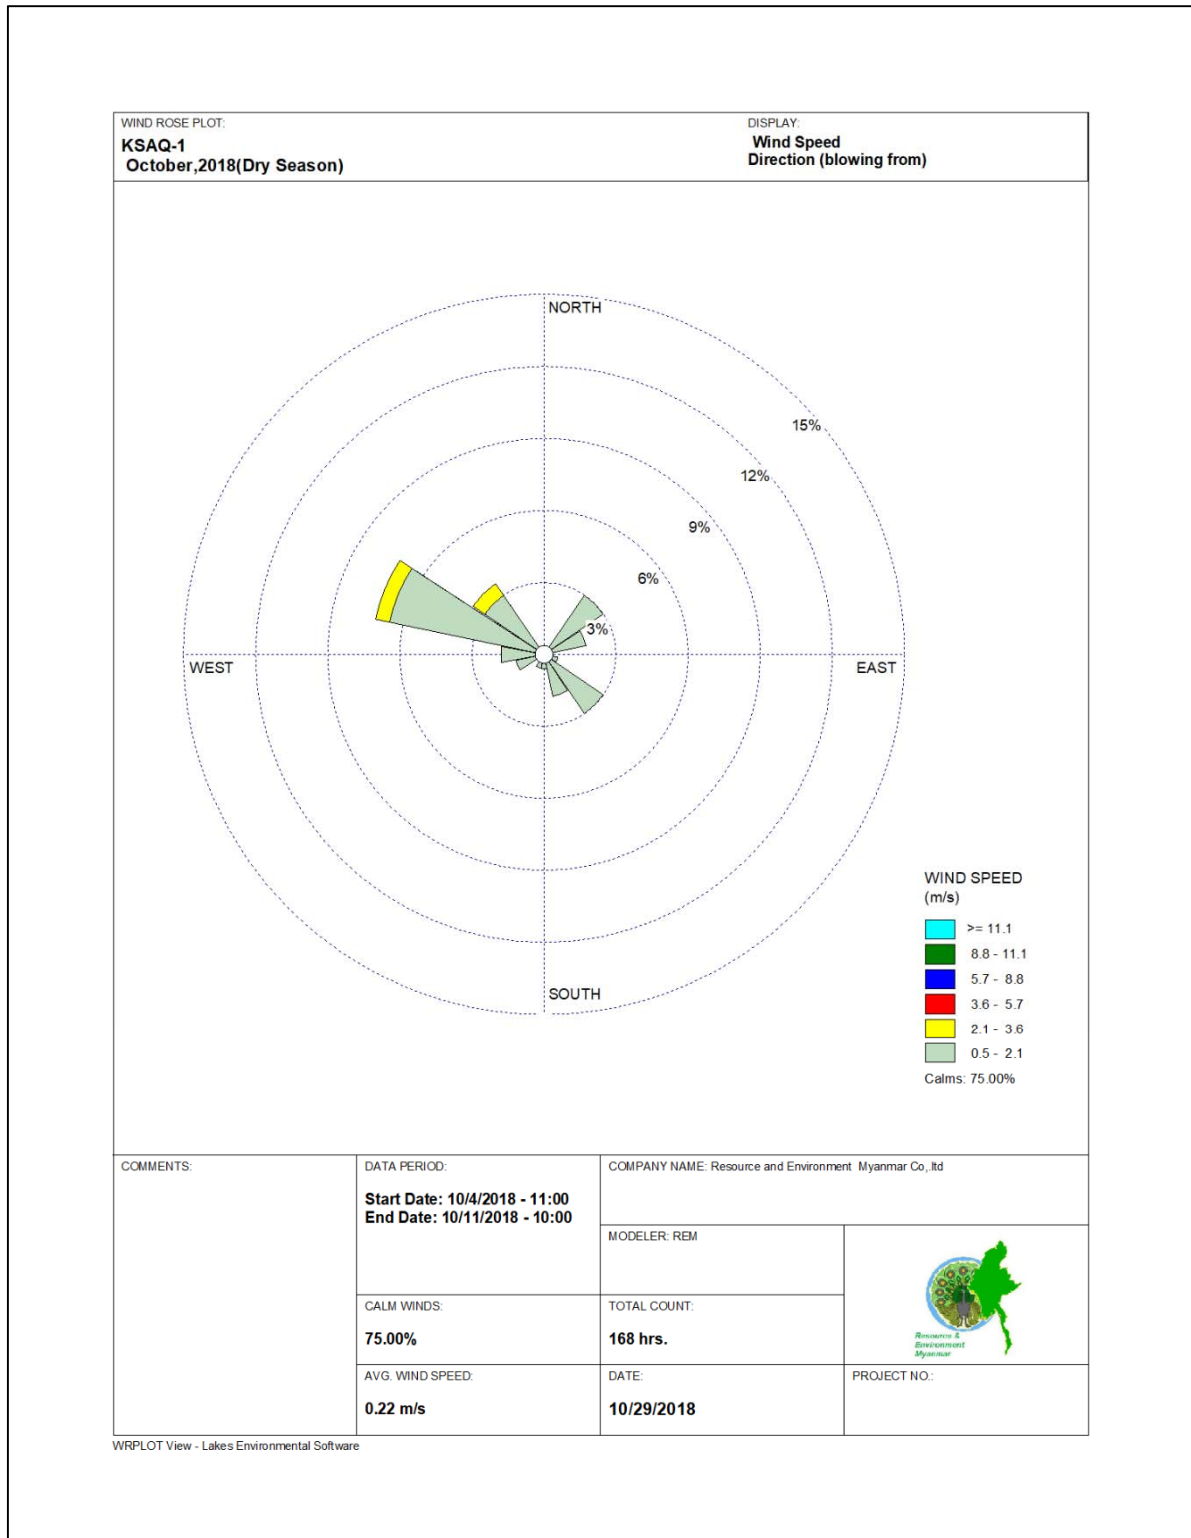 WIND ROSE PLOT:
KSAQ-1
October,2018(Dry Season)
DISPLAY:
Wind Speed
Direction (blowing from)
NORTH
15%
12%
9%
6%
3%
WEST
EAST
SOUTH
WIND SPEED
(m/s)
>= 11.1
8.8 - 11.1
5.7 - 8.8
3.6 - 5.7
2.1 - 3.6
0.5 - 2.1
Calms: 75.00%
COMMENTS:
DATA PERIOD:
Start Date: 10/4/2018 - 11:00
End Date: 10/11/2018 - 10:00
COMPANY NAME: Resource and Environment Myanmar Co,.ltd
MODELER: REM
CALM WINDS:
75.00%
TOTAL COUNT:
168 hrs.
Resource &
Environment
Myanmar
AVG. WIND SPEED:
0.22 m/s
DATE:
10/29/2018
PROJECT NO.:
WRPLOT View - Lakes Environmental Software